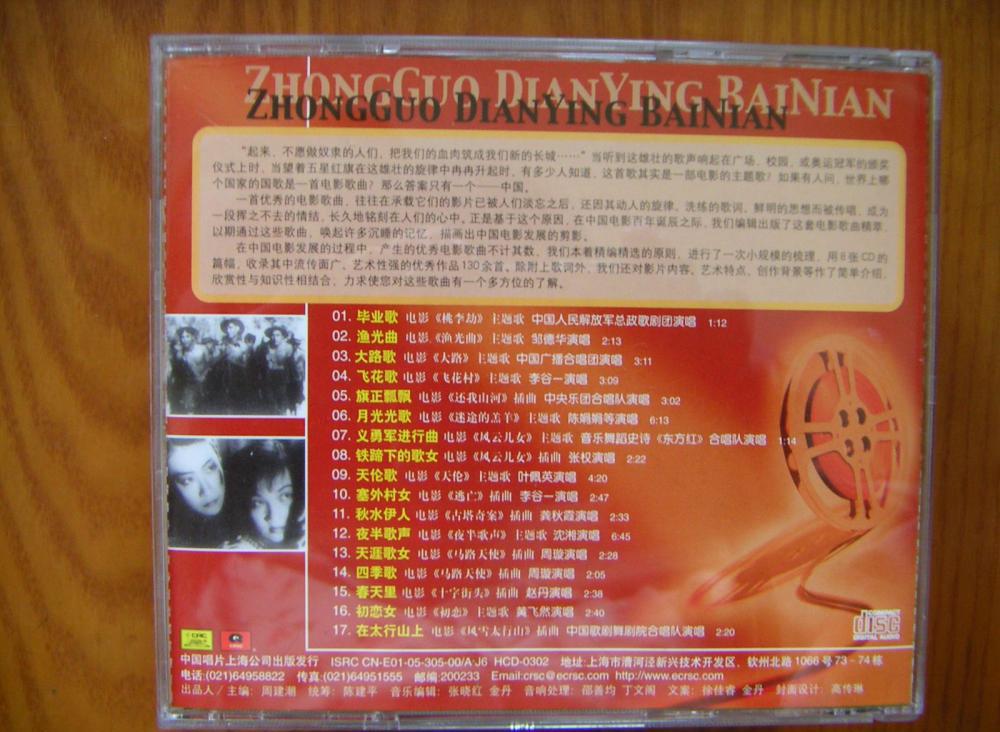 ZHONGGUO DIANYING BAINIAN
ZHONGGUO DIANYING BAINIAN
“起来，不愿做奴隶的人们，把我们的血肉筑成我们新的长城……”当听到这雄壮的歌声响起在广场、校园，或奥运冠军的颁奖
仪式上时，当望着五星红旗在这雄壮的旋律中冉冉升起时，有多少人知道，这首歌其实是一部电影的主题歌？如果有人问，世界上哪
个国家的国歌是一首电影歌曲？那么答案只有一个——中国。
一首优秀的电影歌曲，往往在承载它们的影片已被人们淡忘之后，还因其动人的旋律、洗练的歌词、鲜明的思想而被传唱，成为
一段挥之不去的情结，长久地铭刻在人们的心中。正是基于这个原因，在中国电影百年诞辰之际，我们编辑出版了这套电影歌曲精萃，
以期通过这些歌曲，唤起许多沉睡的记忆，描画出中国电影发展的剪影。
在中国电影发展的过程中，产生的优秀电影歌曲不计其数，我们本着精编精选的原则，进行了一次小规模的梳理，用8张CD的
篇幅，收录其中流传面广、艺术性强的优秀作品130余首。除附上歌词外，我们还对影片内容、艺术特点、创作背景等作了简单介绍，
欣赏性与知识性相结合，力求使您对这些歌曲有一个多方位的了解。
01. 毕业歌 电影《桃李劫》主题歌 中国人民解放军总政歌剧团演唱 1:12
02. 渔光曲 电影《渔光曲》主题歌 邹德华演唱 2:13
03. 大路歌 电影《大路》主题歌 中国广播合唱团演唱 3:11
04. 飞花歌 电影《飞花村》主题歌 李谷一演唱 3:09
05. 旗正瓢飘 电影《还我山河》插曲 中央乐团合唱队演唱 3:02
06. 月光光歌 电影《迷途的羔羊》主题歌 陈娟娟等演唱 6:13
07. 义勇军进行曲 电影《风云儿女》主题歌 音乐舞蹈史诗《东方红》合唱队演唱 1:14
08. 铁蹄下的歌女 电影《风云儿女》插曲 张权演唱 2:22
09. 天伦歌 电影《天伦》主题歌 叶佩英演唱 4:20
10. 塞外村女 电影《逃亡》插曲 李谷一演唱 2:47
11. 秋水伊人 电影《古塔奇案》插曲 龚秋霞演唱 2:33
12. 夜半歌声 电影《夜半歌声》主题歌 沈湘演唱 6:45
13. 天涯歌女 电影《马路天使》插曲 周璇演唱 2:28
14. 四季歌 电影《马路天使》插曲 周璇演唱 2:05
15. 春天里 电影《十字街头》插曲 赵丹演唱 2:38
16. 初恋女 电影《初恋》主题歌 黄飞然演唱 2:40
17. 在太行山上 电影《风雪太行山》插曲 中国歌剧舞剧院合唱队演唱 2:20
CRC
COMPACT
disc
DIGITAL AUDIO
中国唱片上海公司出版发行 ISRC CN-E01-05-305-00/A·J6 HCD-0302 地址:上海市漕河泾新兴技术开发区、钦州北路1066号73-74栋
电话:(021)64958822 传真:(021)64951555 邮编:200233 Email:crsc@ecrsc.com http://www.ecrsc.com
出品人/主编: 周建潮 统筹: 陈建平 音乐编辑: 张晓红 金丹 音响处理: 邵善均 丁文阁 文案: 徐佳睿 金丹 封面设计: 高传琳